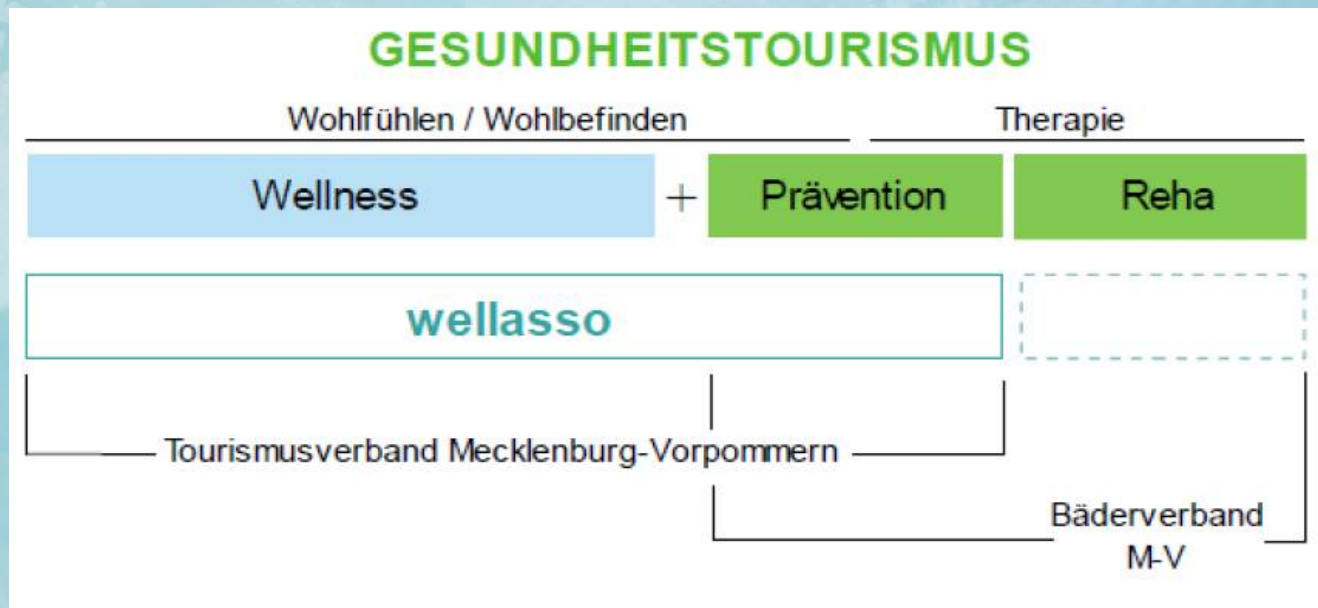 GESUNDHEITSTOURISMUS
Wohlfühlen / Wohlbefinden Therapie
Wellness + Prävention Reha
wellasso
Tourismusverband Mecklenburg-Vorpommern
Bäderverband
M-V